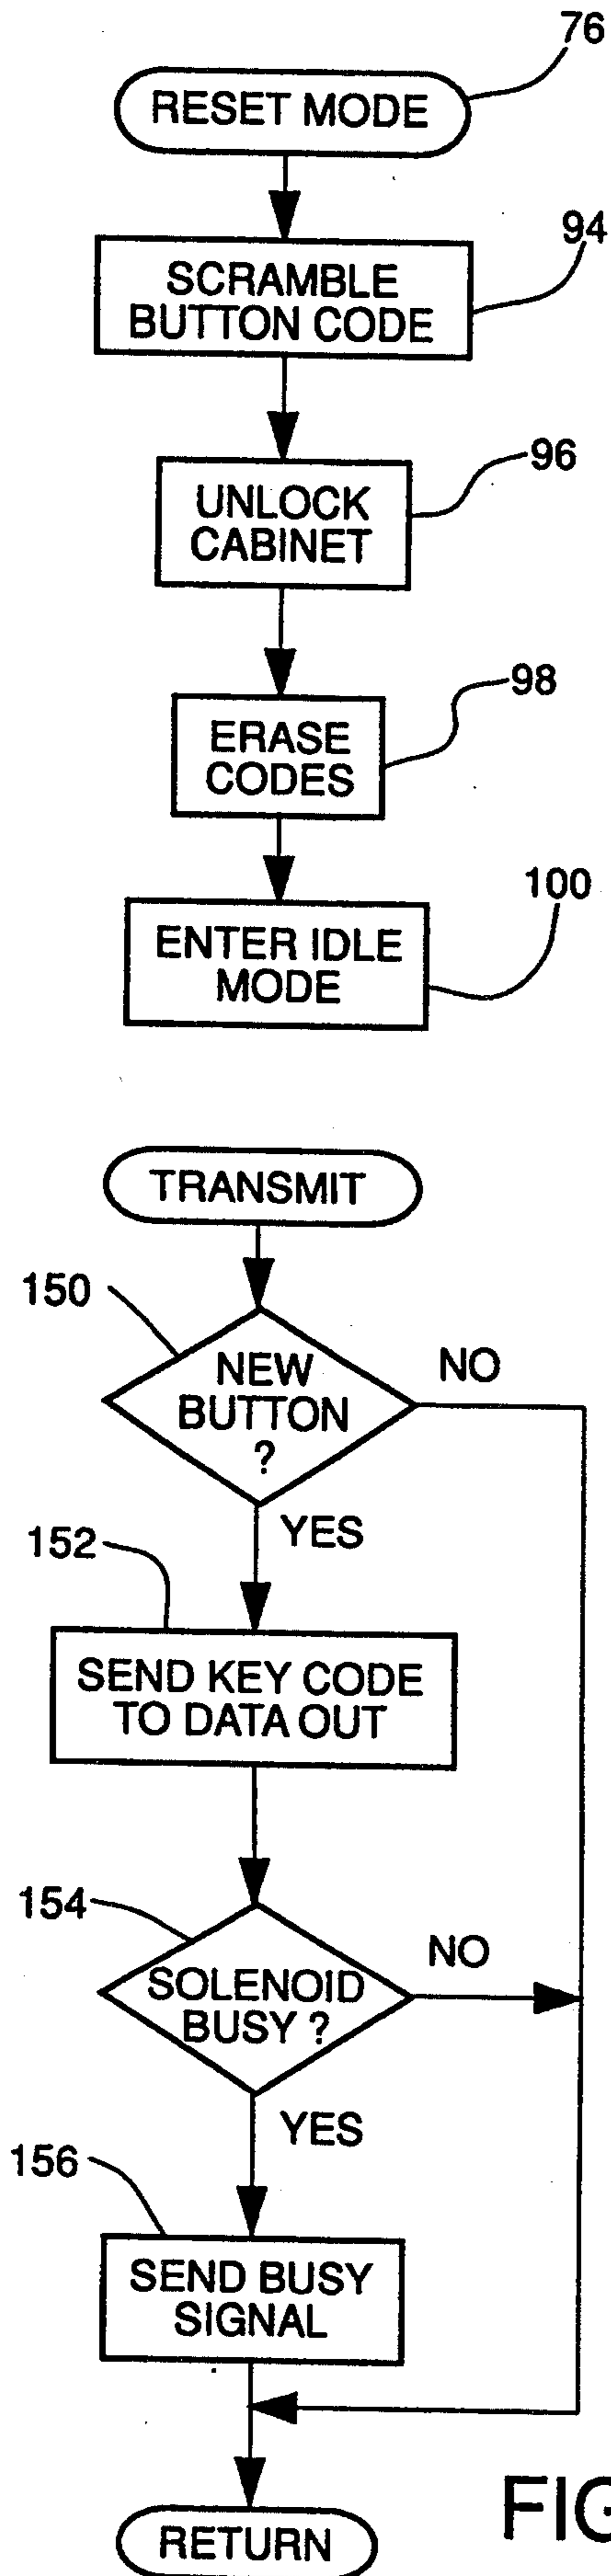 76
RESET MODE
94
SCRAMBLE
BUTTON CODE
96
UNLOCK
CABINET
98
ERASE
CODES
100
ENTER IDLE
MODE
TRANSMIT
150
NEW
BUTTON
?
NO
YES
152
SEND KEY CODE
TO DATA OUT
154
SOLENOID
BUSY ?
NO
YES
156
SEND BUSY
SIGNAL
RETURN
FIG